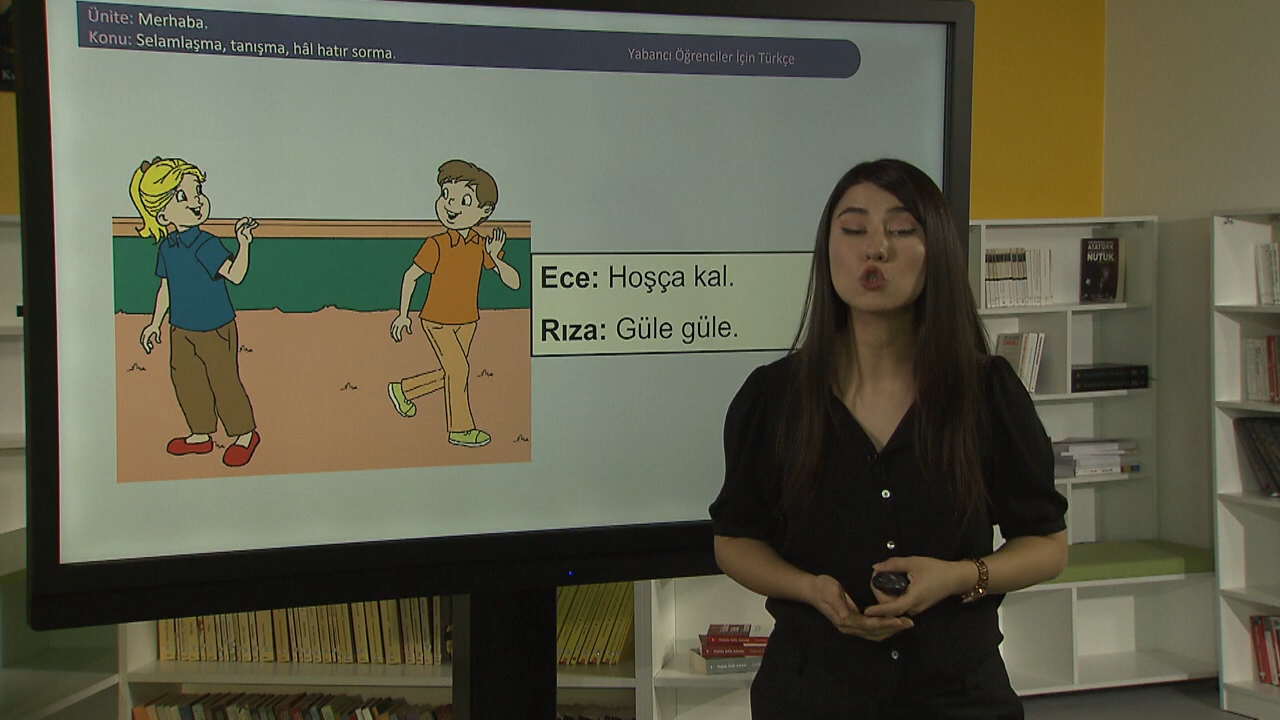 Ünite: Merhaba.
Konu: Selamlaşma, tanışma, hâl hatır sorma.
Yabancı Öğrenciler İçin Türkçe
Ece: Hoşça kal.
Rıza: Güle güle.
ATATÜRK
NUTUK